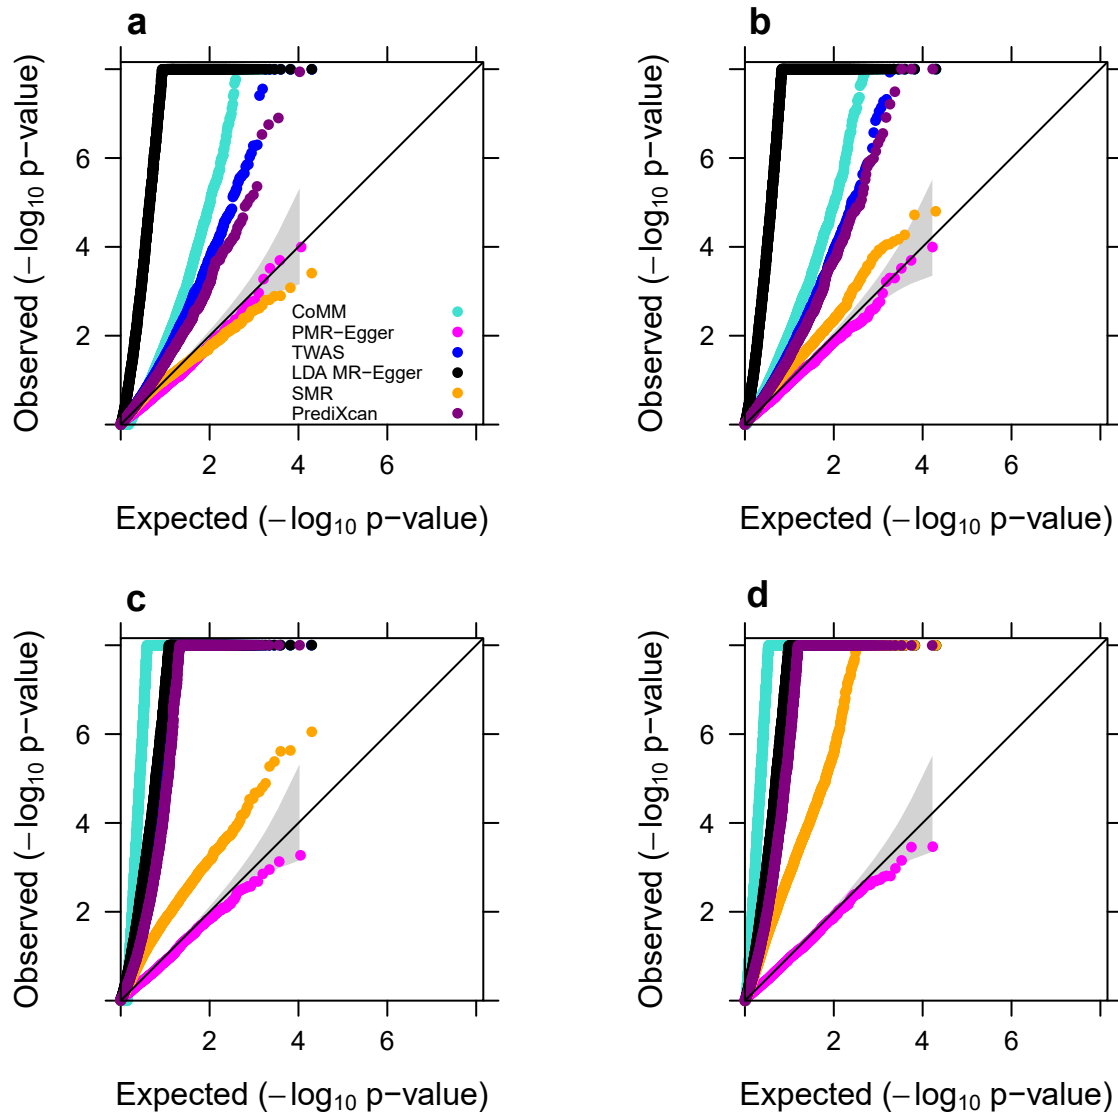 a
Observed (−log10 p−value)
6
4
2
CoMM
PMR−Egger
TWAS
LDA MR−Egger
SMR
PrediXcan
2 4 6
Expected (−log10 p−value)
b
Observed (−log10 p−value)
6
4
2
2 4 6
Expected (−log10 p−value)
c
Observed (−log10 p−value)
6
4
2
2 4 6
Expected (−log10 p−value)
d
Observed (−log10 p−value)
6
4
2
2 4 6
Expected (−log10 p−value)